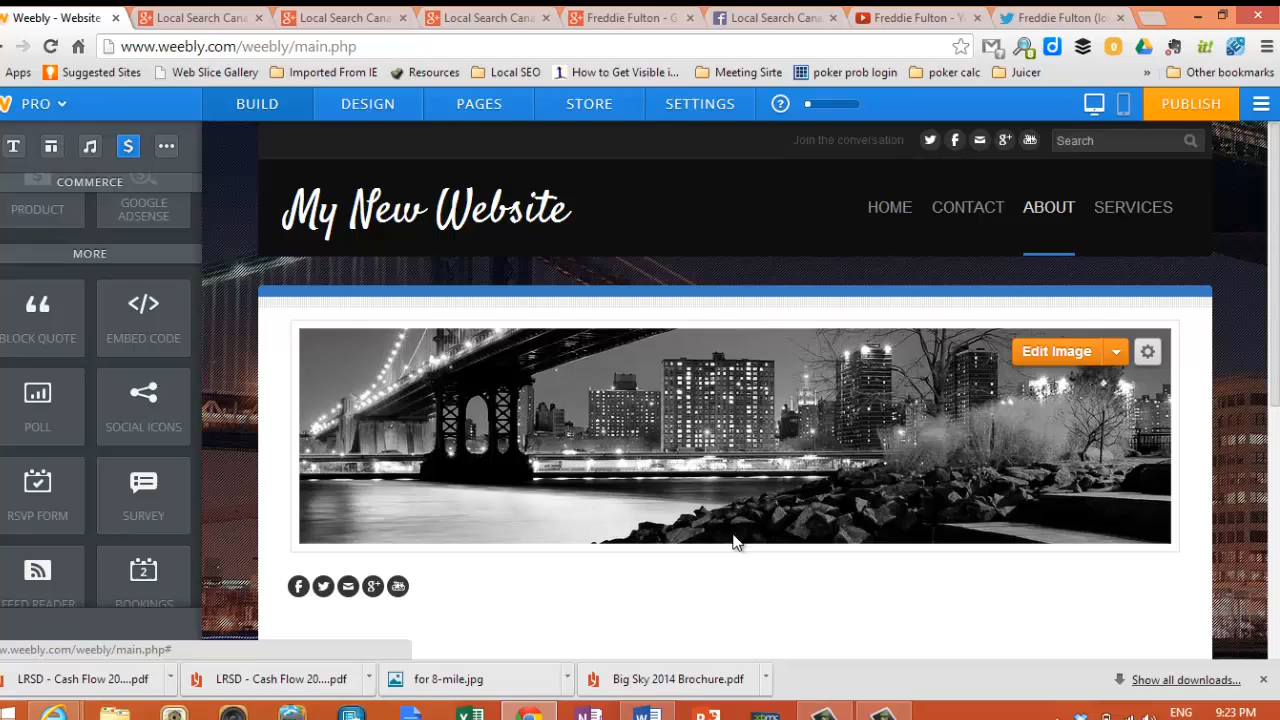 Weebly - Website
Local Search Cana
Local Search Cana
Local Search Cana
Freddie Fulton - G
Local Search Cana
Freddie Fulton - Y
Freddie Fulton (lo
www.weebly.com/weebly/main.php
Apps
Suggested Sites
Web Slice Gallery
Imported From IE
Resources
Local SEO
How to Get Visible i...
Meeting Sirte
poker prob login
poker calc
Juicer
»
Other bookmarks
PRO
BUILD
DESIGN
PAGES
STORE
SETTINGS
?
PUBLISH
T
$
COMMERCE
PRODUCT
GOOGLE
ADSENSE
Join the conversation
Search
My New Website
HOME
CONTACT
ABOUT
SERVICES
MORE
BLOCK QUOTE
EMBED CODE
Edit Image
POLL
SOCIAL ICONS
RSVP FORM
SURVEY
FEED READER
2
BOOKINGS
w.weebly.com/weebly/main.php#
LRSD - Cash Flow 20....pdf
LRSD - Cash Flow 20....pdf
for 8-mile.jpg
Big Sky 2014 Brochure.pdf
Show all downloads...
ENG
9:23 PM